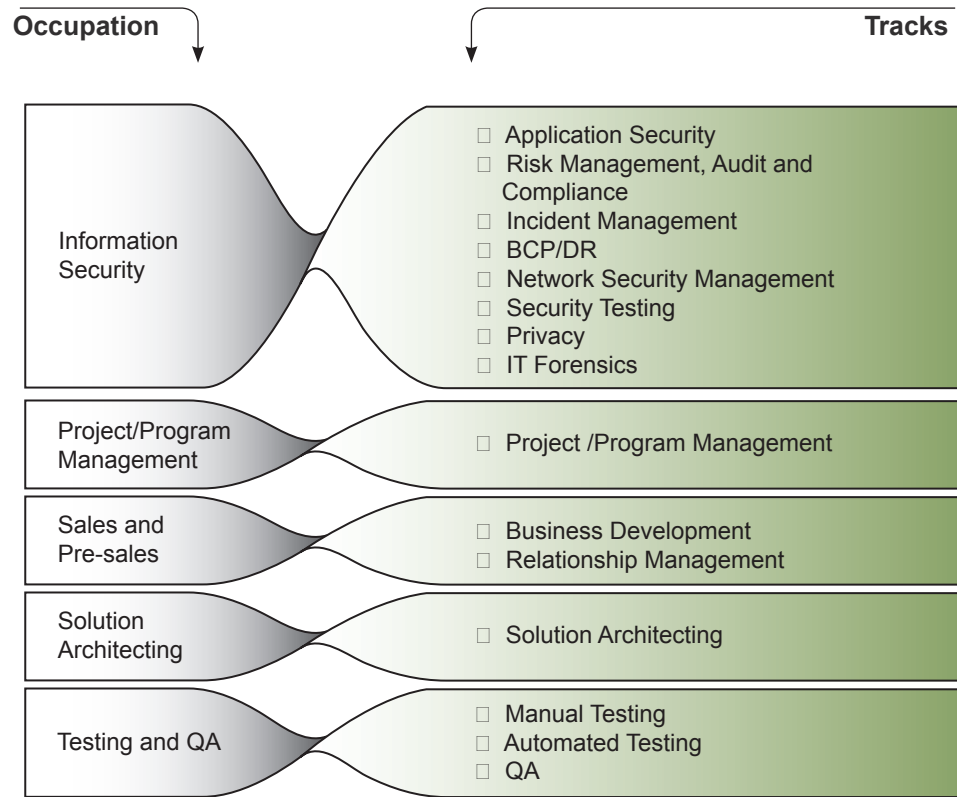 Occupation
Tracks
Information
Security
□ Application Security
□ Risk Management, Audit and
Compliance
□ Incident Management
□ BCP/DR
□ Network Security Management
□ Security Testing
□ Privacy
□ IT Forensics
Project/Program
Management
□ Project /Program Management
Sales and
Pre-sales
□ Business Development
□ Relationship Management
Solution
Architecting
□ Solution Architecting
Testing and QA
□ Manual Testing
□ Automated Testing
□ QA